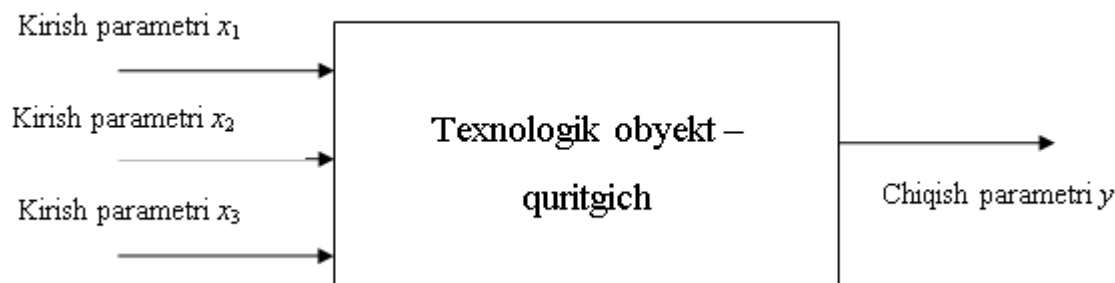 Kirish parametri x₁
Kirish parametri x₂
Kirish parametri x₃
Texnologik obyekt –
quritgich
Chiqish parametri y